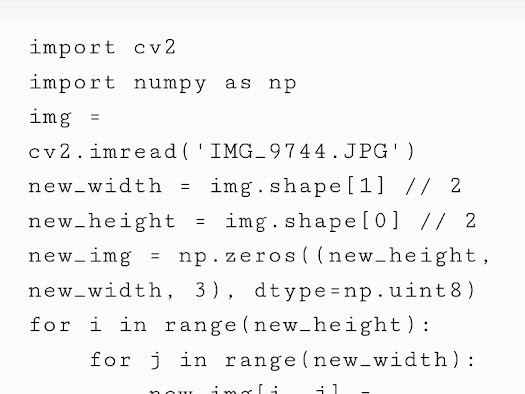 import cv2
import numpy as np
img =
cv2.imread('IMG_9744.JPG')
new_width = img.shape[1] // 2
new_height = img.shape[0] // 2
new_img = np.zeros((new_height,
new_width, 3), dtype=np.uint8)
for i in range(new_height):
    for j in range(new_width):
        new_img[i, j] =